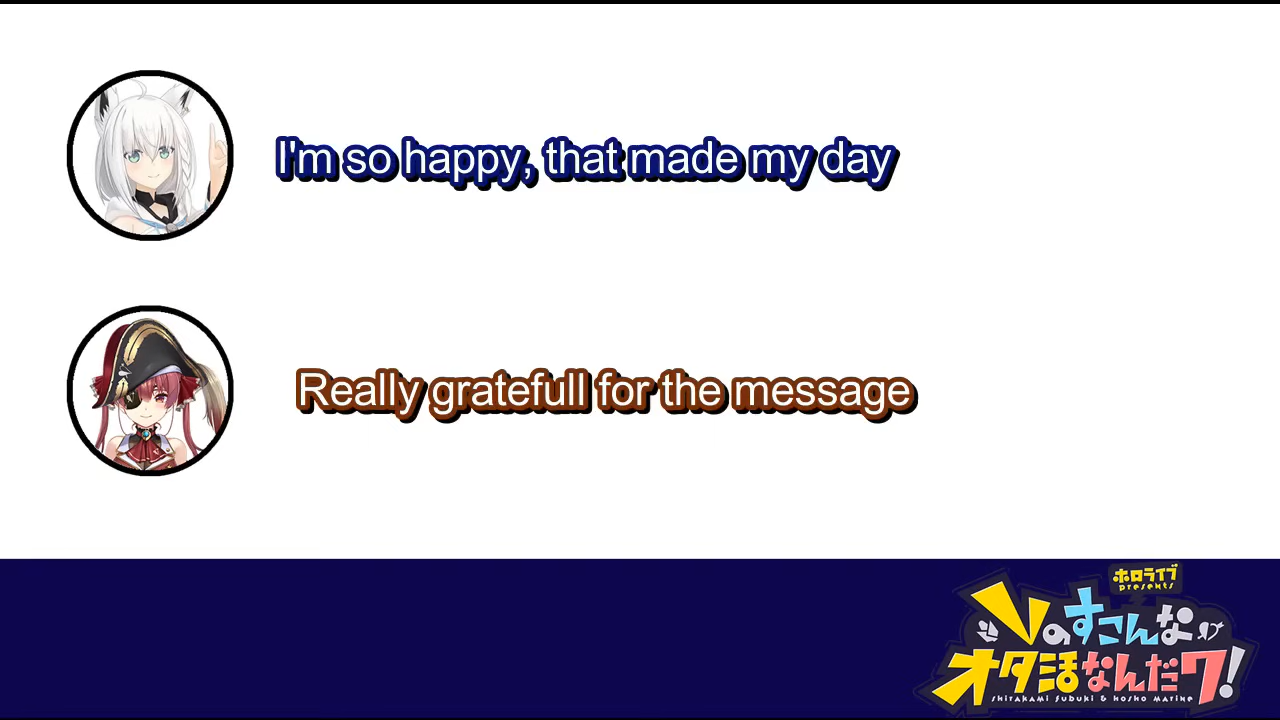 I'm so happy, that made my day
Really gratefull for the message
ホロライブ
presents
Vのすこんな
オタ話なんだワ!
SHIRAKAMI FUBUKI & HOSHO MARINE